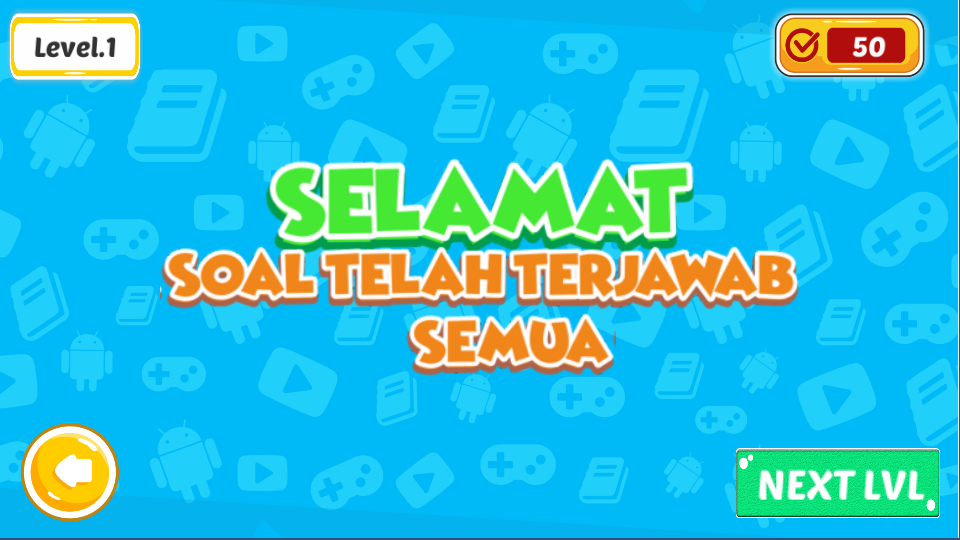 Level.1
50
SELAMAT
SOAL TELAH TERJAWAB
SEMUA
NEXT LVL